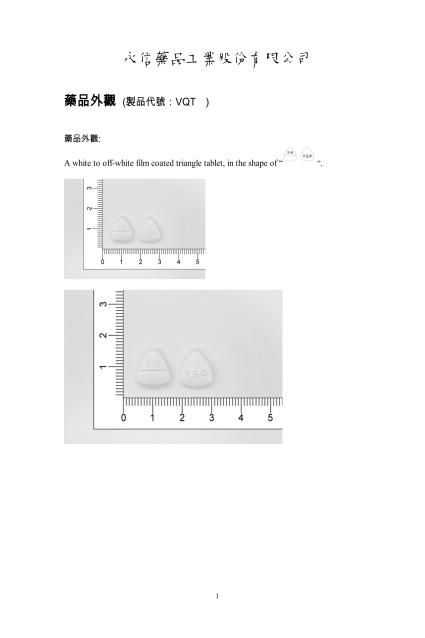 永信藥品工業股份有限公司
藥品外觀 (製品代號：VQT )
藥品外觀:
A white to off-white film coated triangle tablet, in the shape of “ 219 YSP ”.
3
2
1
YSP
0 1 2 3 4 5
3
2
1
219 YSP
0 1 2 3 4 5
1